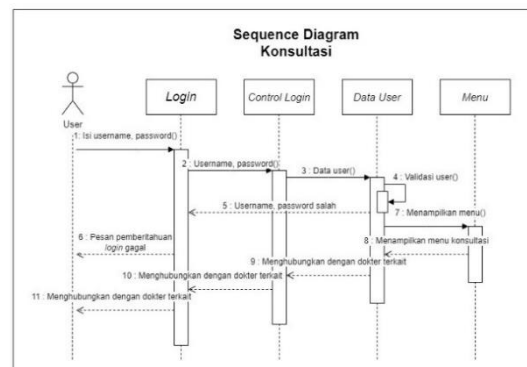 Sequence Diagram
Konsultasi
Login
Control Login
Data User
Menu
User
1: Isi username, password()
2 : Username, password()
3 : Data user()
4 : Validasi user()
5 : Username, password salah
7 : Menampilkan menu()
6 : Pesan pemberitahuan
login gagal
8 : Menampilkan menu konsultasi
9 : Menghubungkan dengan dokter terkait
10 : Menghubungkan dengan dokter terkait
11 : Menghubungkan dengan dokter terkait